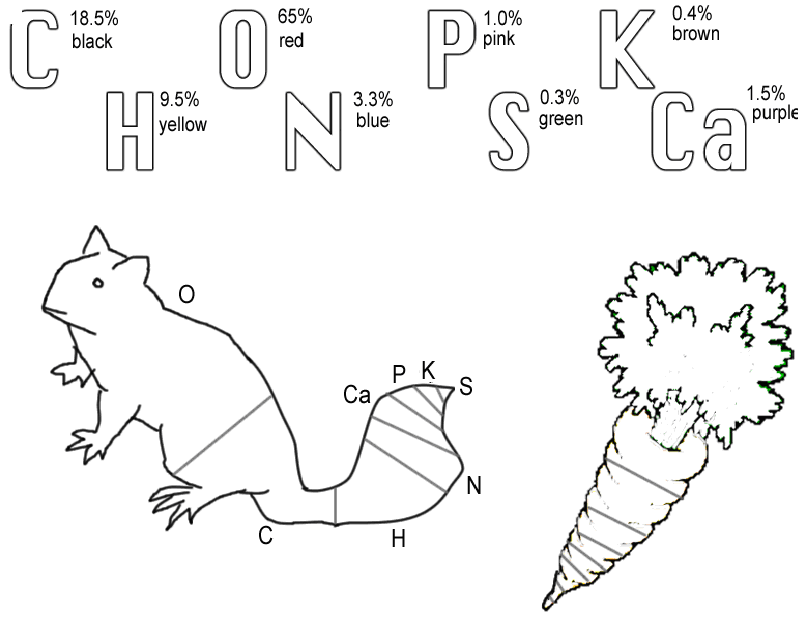 C 18.5%
black
O 65%
red
P 1.0%
pink
K 0.4%
brown
H 9.5%
yellow
N 3.3%
blue
S 0.3%
green
Ca 1.5%
purple
O
Ca P K S
N
C H